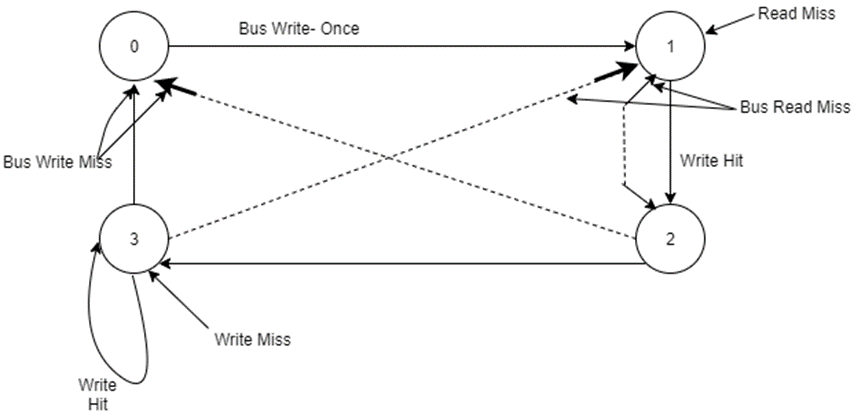 Read Miss
Bus Write- Once
0
1
Bus Read Miss
Bus Write Miss
Write Hit
3
2
Write Miss
Write
Hit